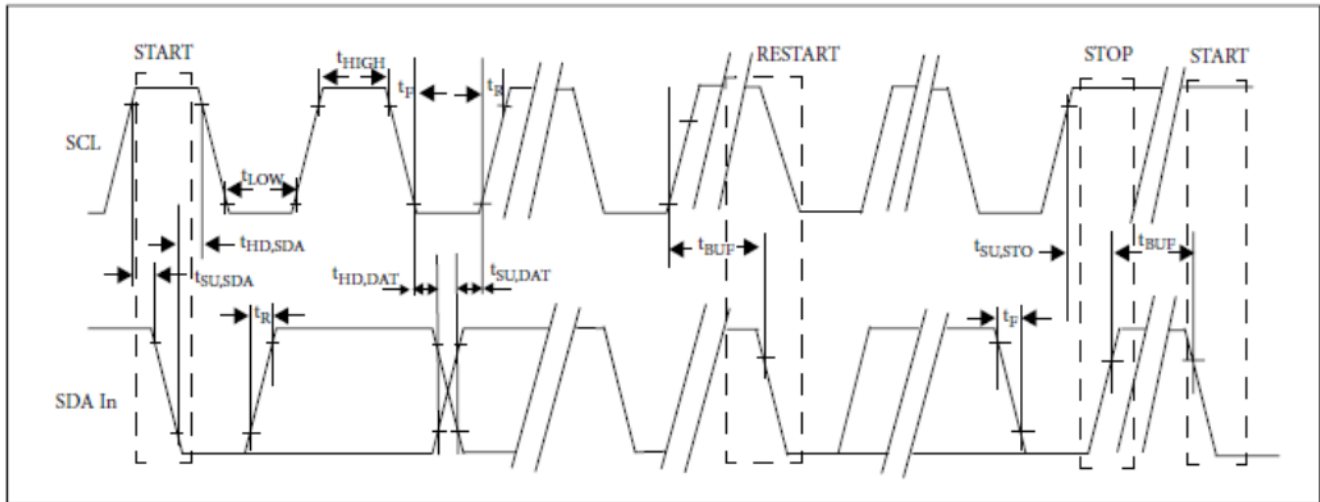 START RESTART STOP START
tHIGH
tF tR
SCL
tLOW
tHD,SDA tBUF tSU,STO tBUF
tSU,SDA tHD,DAT tSU,DAT
tR tF
SDA In